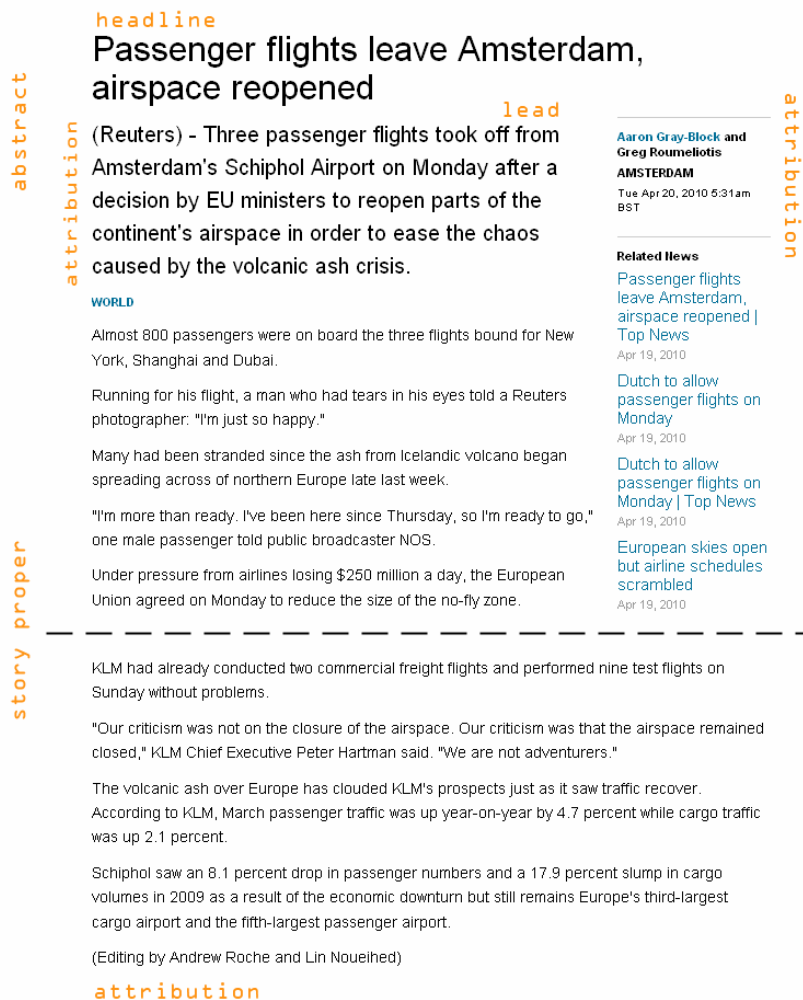 headline
Passenger flights leave Amsterdam,
airspace reopened
abstract
attribution
lead
(Reuters) - Three passenger flights took off from
Amsterdam's Schiphol Airport on Monday after a
decision by EU ministers to reopen parts of the
continent's airspace in order to ease the chaos
caused by the volcanic ash crisis.
WORLD
Almost 800 passengers were on board the three flights bound for New
York, Shanghai and Dubai.
Running for his flight, a man who had tears in his eyes told a Reuters
photographer: "I'm just so happy."
Many had been stranded since the ash from Icelandic volcano began
spreading across of northern Europe late last week.
"I'm more than ready. I've been here since Thursday, so I'm ready to go,"
one male passenger told public broadcaster NOS.
Under pressure from airlines losing $250 million a day, the European
Union agreed on Monday to reduce the size of the no-fly zone.
attribution
Aaron Gray-Block and
Greg Roumeliotis
AMSTERDAM
Tue Apr 20, 2010 5:31am
BST
Related News
Passenger flights
leave Amsterdam,
airspace reopened |
Top News
Apr 19, 2010
Dutch to allow
passenger flights on
Monday
Apr 19, 2010
Dutch to allow
passenger flights on
Monday | Top News
Apr 19, 2010
European skies open
but airline schedules
scrambled
Apr 19, 2010
story proper
KLM had already conducted two commercial freight flights and performed nine test flights on
Sunday without problems.
"Our criticism was not on the closure of the airspace. Our criticism was that the airspace remained
closed," KLM Chief Executive Peter Hartman said. "We are not adventurers."
The volcanic ash over Europe has clouded KLM's prospects just as it saw traffic recover.
According to KLM, March passenger traffic was up year-on-year by 4.7 percent while cargo traffic
was up 2.1 percent.
Schiphol saw an 8.1 percent drop in passenger numbers and a 17.9 percent slump in cargo
volumes in 2009 as a result of the economic downturn but still remains Europe's third-largest
cargo airport and the fifth-largest passenger airport.
(Editing by Andrew Roche and Lin Noueihed)
attribution